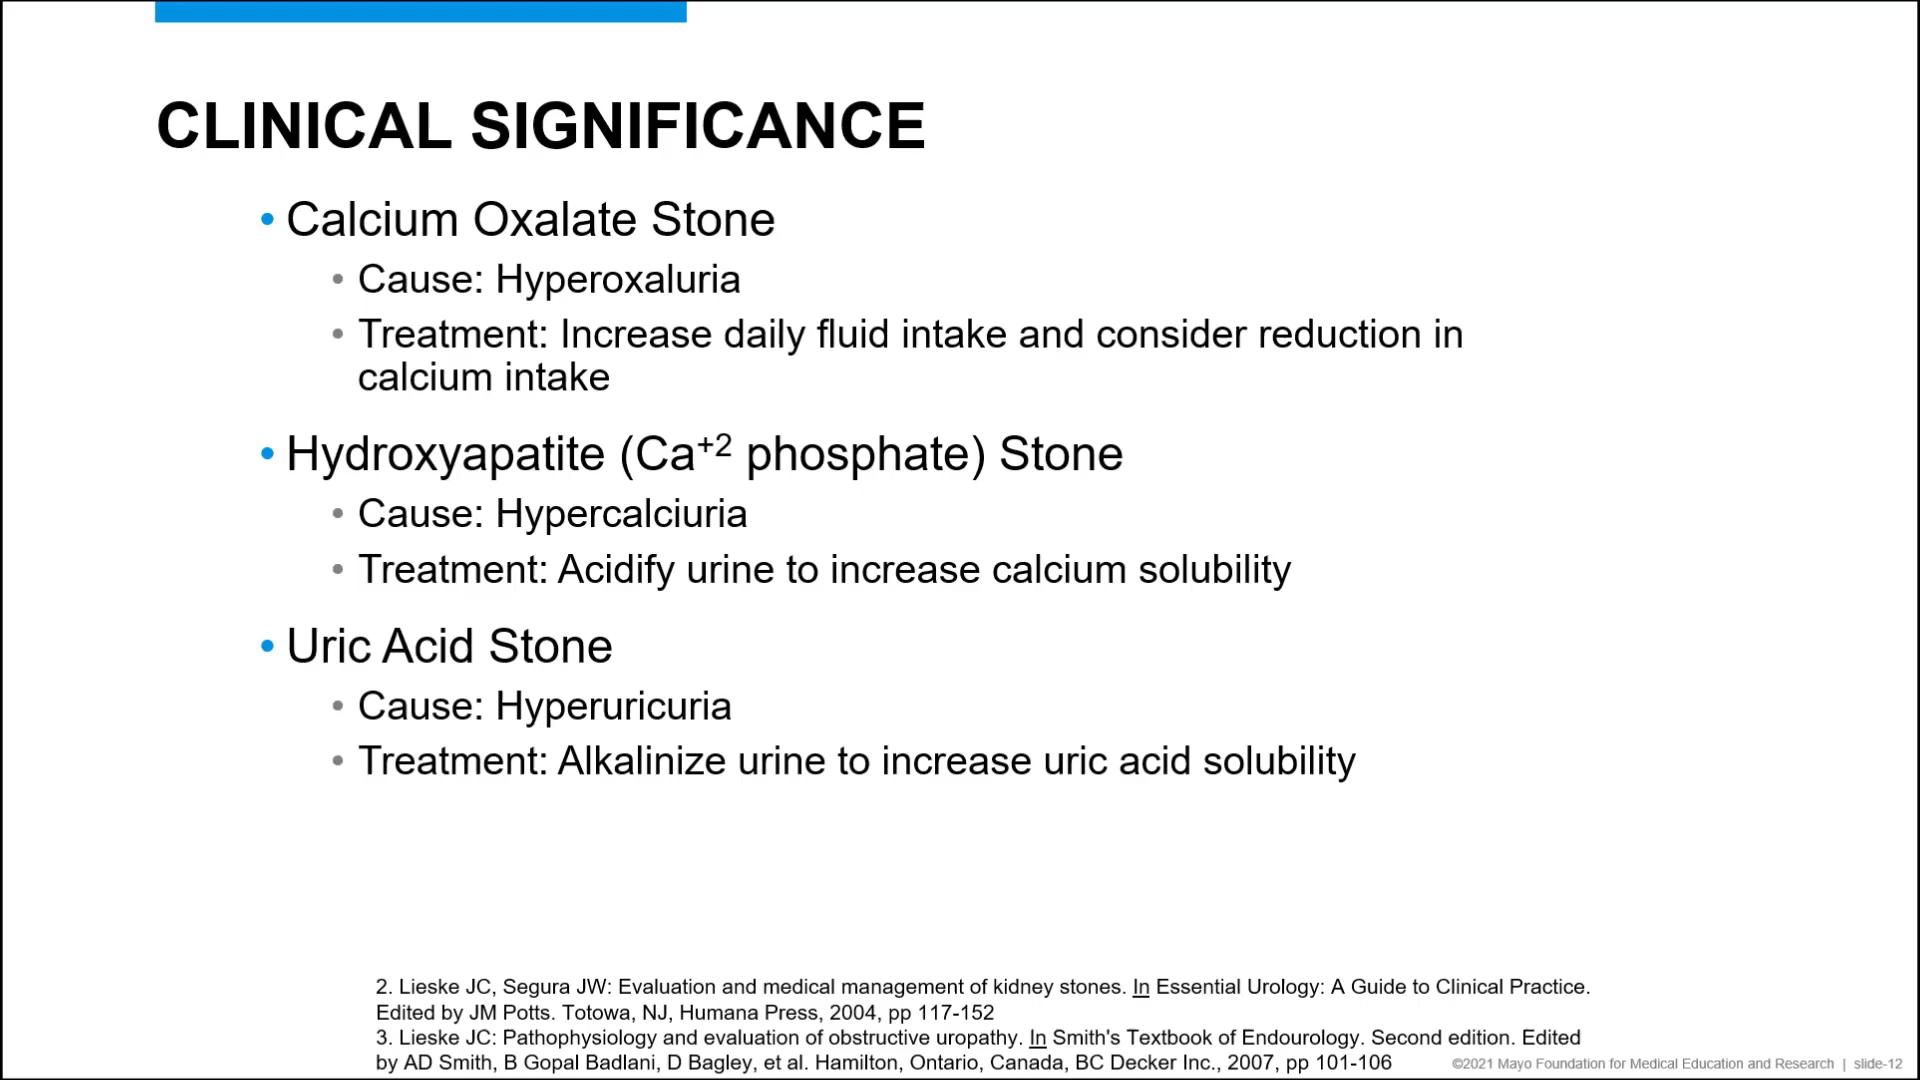 CLINICAL SIGNIFICANCE
• Calcium Oxalate Stone
• Cause: Hyperoxaluria
• Treatment: Increase daily fluid intake and consider reduction in
calcium intake
• Hydroxyapatite (Ca⁺² phosphate) Stone
• Cause: Hypercalciuria
• Treatment: Acidify urine to increase calcium solubility
• Uric Acid Stone
• Cause: Hyperuricuria
• Treatment: Alkalinize urine to increase uric acid solubility
2. Lieske JC, Segura JW: Evaluation and medical management of kidney stones. In Essential Urology: A Guide to Clinical Practice.
Edited by JM Potts. Totowa, NJ, Humana Press, 2004, pp 117-152
3. Lieske JC: Pathophysiology and evaluation of obstructive uropathy. In Smith's Textbook of Endourology. Second edition. Edited
by AD Smith, B Gopal Badlani, D Bagley, et al. Hamilton, Ontario, Canada, BC Decker Inc., 2007, pp 101-106
©2021 Mayo Foundation for Medical Education and Research | slide-12